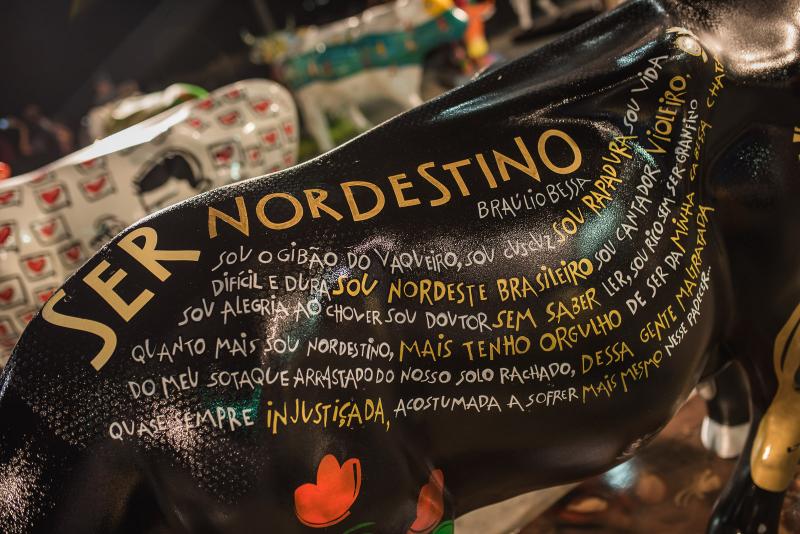 SER NORDESTINO
BRAULIO BESSA
SOU O GIBÃO DO VAQUEIRO, SOU CUSCUZ SOU RAPADURA SOU VIDA
DIFÍCIL E DURA SOU NORDESTE BRASILEIRO SOU CANTADOR VIOLEIRO,
SOU ALEGRIA AO CHOVER SOU DOUTOR SEM SABER LER, SOU RICO SEM SER GRANFINO
QUANTO MAIS SOU NORDESTINO, MAIS TENHO ORGULHO DE SER DA MINHA CABEÇA CHATA
DO MEU SOTAQUE ARRASTADO DO NOSSO SOLO RACHADO, DESSA GENTE MALTRATADA
QUASE SEMPRE INJUSTIÇADA, ACOSTUMADA A SOFRER MAIS MESMO NESSE PADECER..